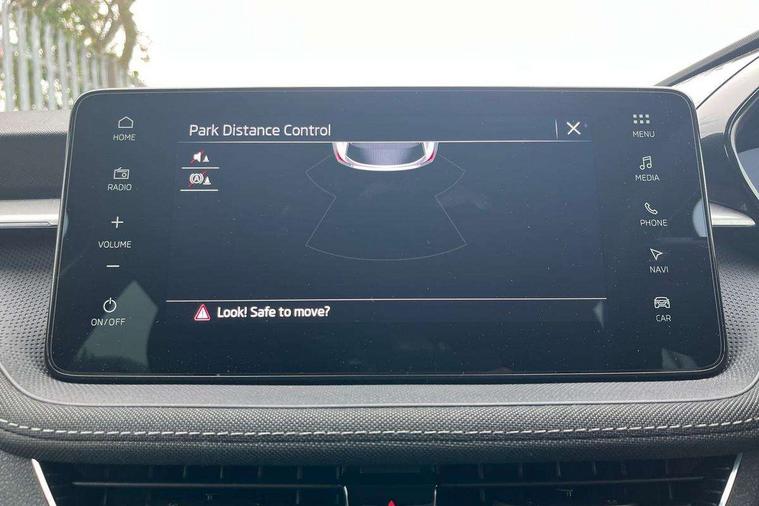 HOME
RADIO
VOLUME
ON/OFF
Park Distance Control
Look! Safe to move?
MENU
MEDIA
PHONE
NAVI
CAR